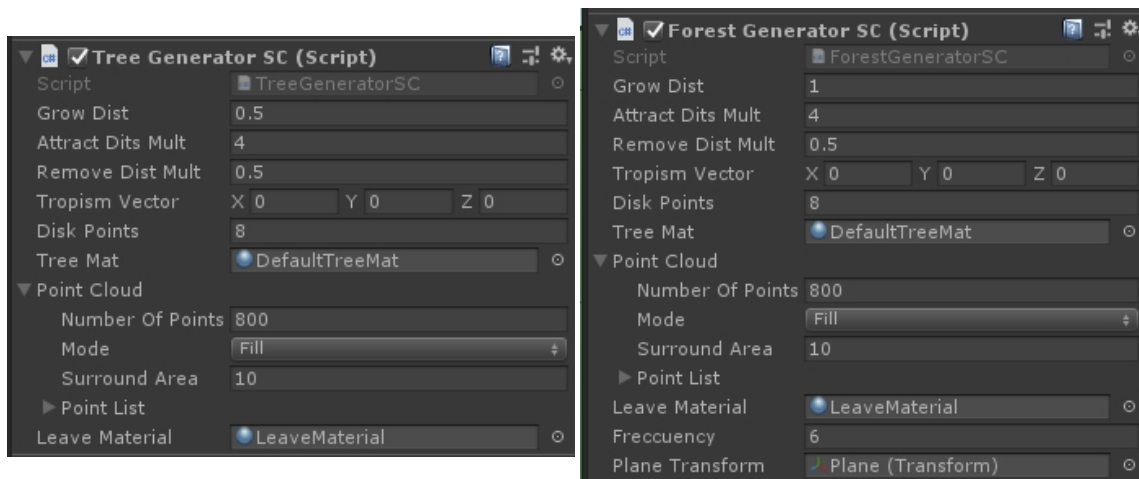 Tree Generator SC (Script)
Script TreeGeneratorSC
Grow Dist 0.5
Attract Dits Mult 4
Remove Dist Mult 0.5
Tropism Vector X 0 Y 0 Z 0
Disk Points 8
Tree Mat DefaultTreeMat
Point Cloud
Number Of Points 800
Mode Fill
Surround Area 10
Point List
Leave Material LeaveMaterial
Forest Generator SC (Script)
Script ForestGeneratorSC
Grow Dist 1
Attract Dits Mult 4
Remove Dist Mult 0.5
Tropism Vector X 0 Y 0 Z 0
Disk Points 8
Tree Mat DefaultTreeMat
Point Cloud
Number Of Points 800
Mode Fill
Surround Area 10
Point List
Leave Material LeaveMaterial
Freccuency 6
Plane Transform Plane (Transform)